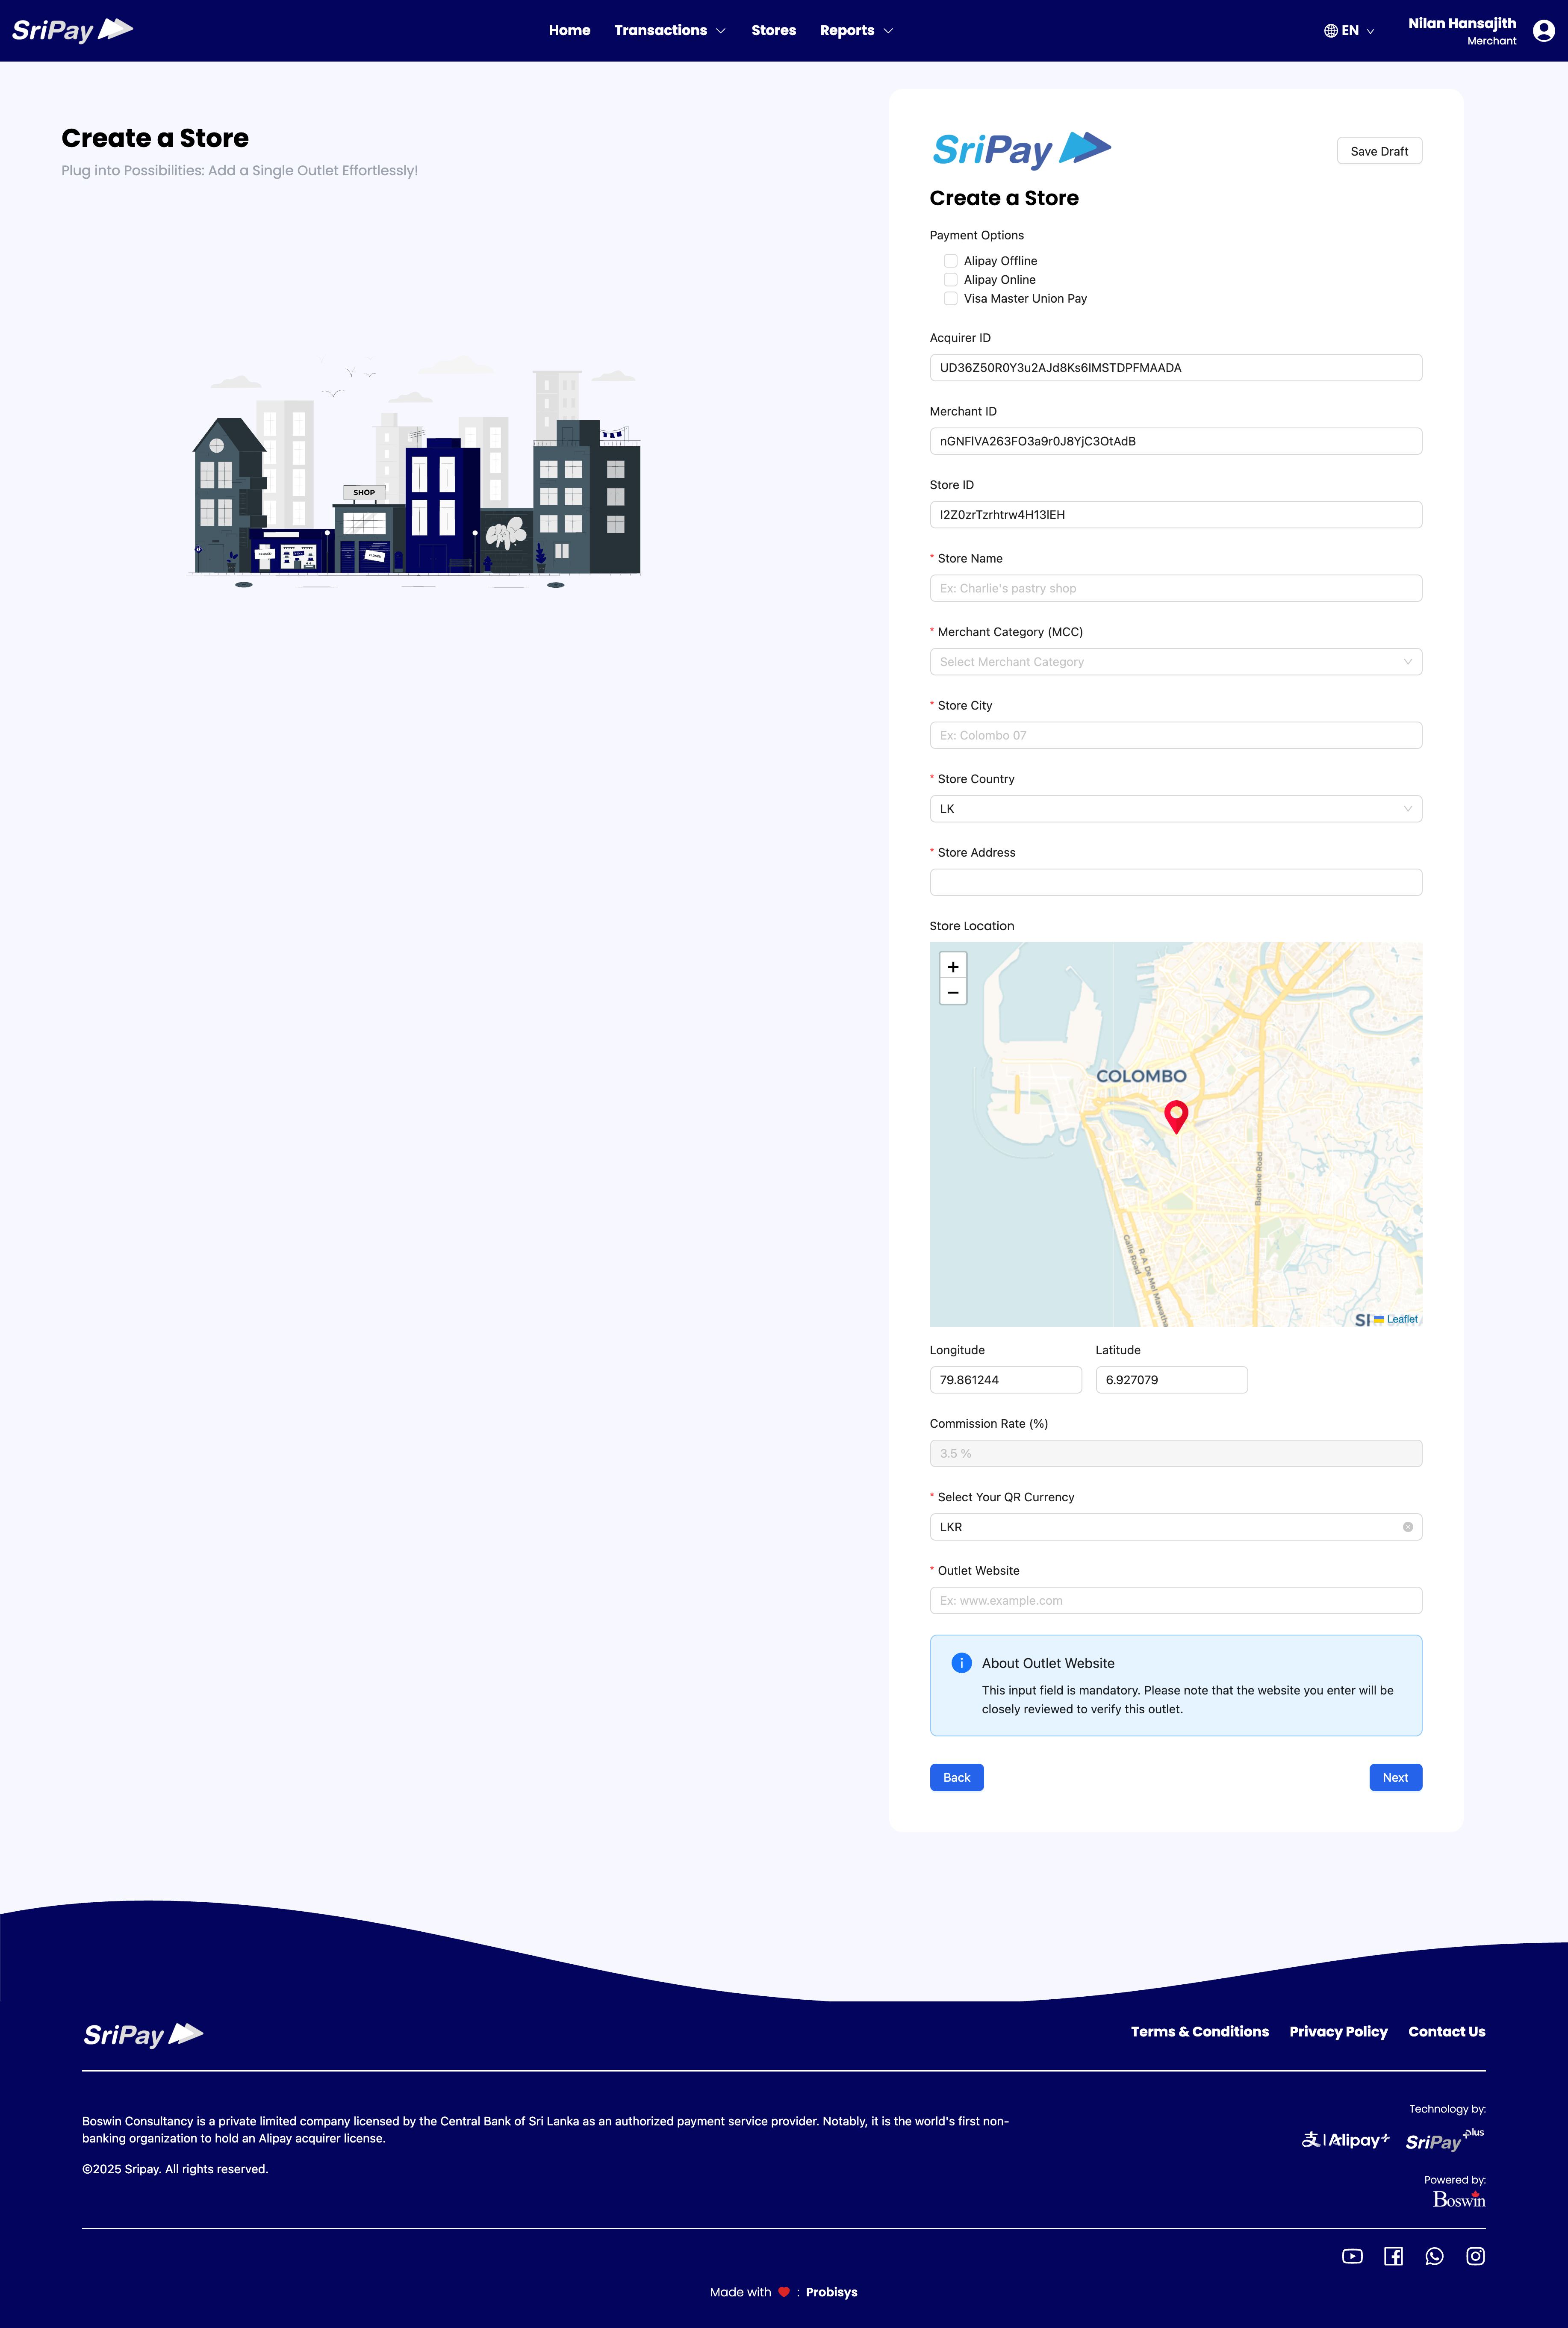 SriPay
Home
Transactions
Stores
Reports
EN
Nilan Hansajith
Merchant
Create a Store
Plug into Possibilities: Add a Single Outlet Effortlessly!
SHOP
SriPay
Save Draft
Create a Store
Payment Options
Alipay Offline
Alipay Online
Visa Master Union Pay
Acquirer ID
UD36Z50R0Y3u2AJd8Ks6IMSTDPFMAADA
Merchant ID
nGNFIVA263FO3a9r0J8YjC3OtAdB
Store ID
I2Z0zrTzrhtrw4H13lEH
* Store Name
Ex: Charlie's pastry shop
* Merchant Category (MCC)
Select Merchant Category
* Store City
Ex: Colombo 07
* Store Country
LK
* Store Address
Store Location
+
−
COLOMBO
Baseline Road
Galle Road
R. A. De Mel Mawatha
Leaflet
Longitude
Latitude
79.861244
6.927079
Commission Rate (%)
3.5 %
* Select Your QR Currency
LKR
* Outlet Website
Ex: www.example.com
About Outlet Website
This input field is mandatory. Please note that the website you enter will be
closely reviewed to verify this outlet.
Back
Next
SriPay
Terms & Conditions
Privacy Policy
Contact Us
Boswin Consultancy is a private limited company licensed by the Central Bank of Sri Lanka as an authorized payment service provider. Notably, it is the world's first non-
banking organization to hold an Alipay acquirer license.
©2025 Sripay. All rights reserved.
Technology by:
支 | Alipay+
SriPay plus
Powered by:
Boswin
Made with ❤ : Probisys